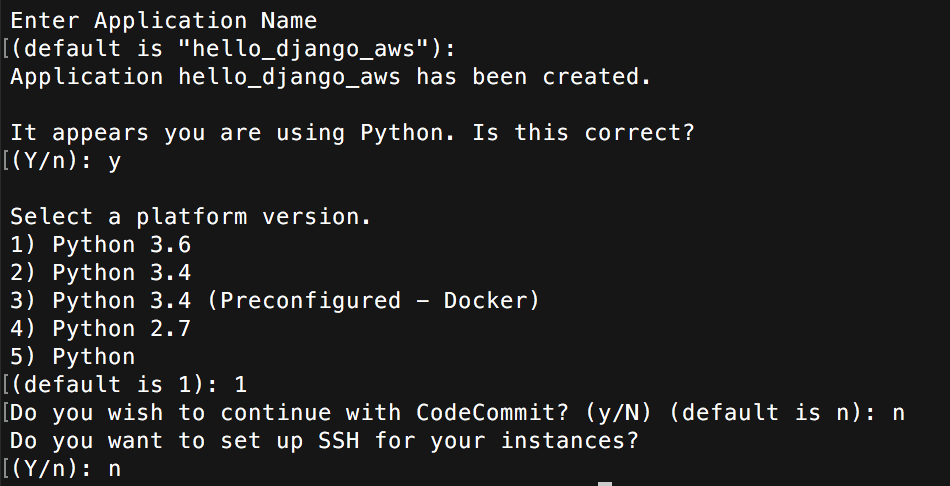 Enter Application Name
[(default is "hello_django_aws"):
Application hello_django_aws has been created.
It appears you are using Python. Is this correct?
[(Y/n): y
Select a platform version.
1) Python 3.6
2) Python 3.4
3) Python 3.4 (Preconfigured - Docker)
4) Python 2.7
5) Python
[(default is 1): 1
[Do you wish to continue with CodeCommit? (y/N) (default is n): n
Do you want to set up SSH for your instances?
[(Y/n): n